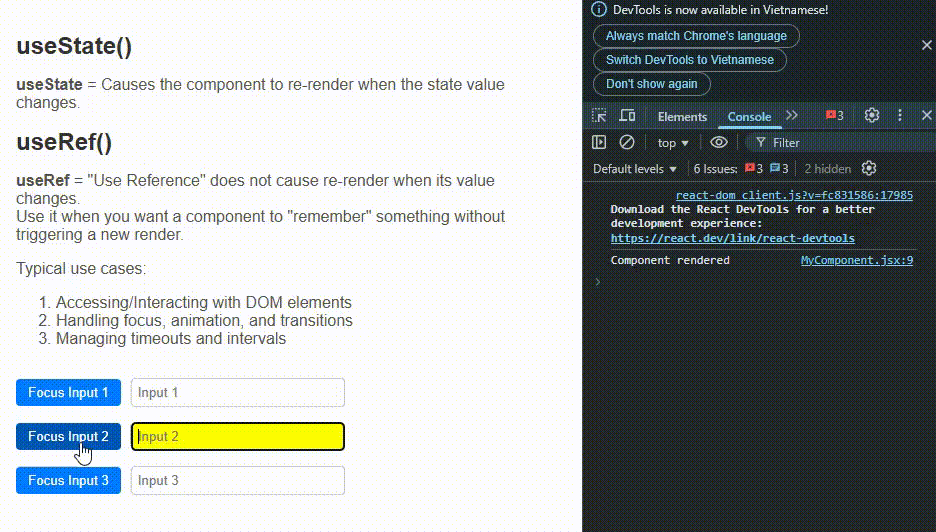 useState()
useState = Causes the component to re-render when the state value
changes.
useRef()
useRef = "Use Reference" does not cause re-render when its value
changes.
Use it when you want a component to "remember" something without
triggering a new render.
Typical use cases:
1. Accessing/Interacting with DOM elements
2. Handling focus, animation, and transitions
3. Managing timeouts and intervals
Focus Input 1
Input 1
Focus Input 2
Input 2
Focus Input 3
Input 3
DevTools is now available in Vietnamese!
Always match Chrome's language
Switch DevTools to Vietnamese
Don't show again
Elements
Console
3
top
Filter
Default levels
6 Issues:
3
3
2 hidden
react-dom client.js?v=fc831586:17985
Download the React DevTools for a better
development experience:
https://react.dev/link/react-devtools
Component rendered
MyComponent.jsx:9